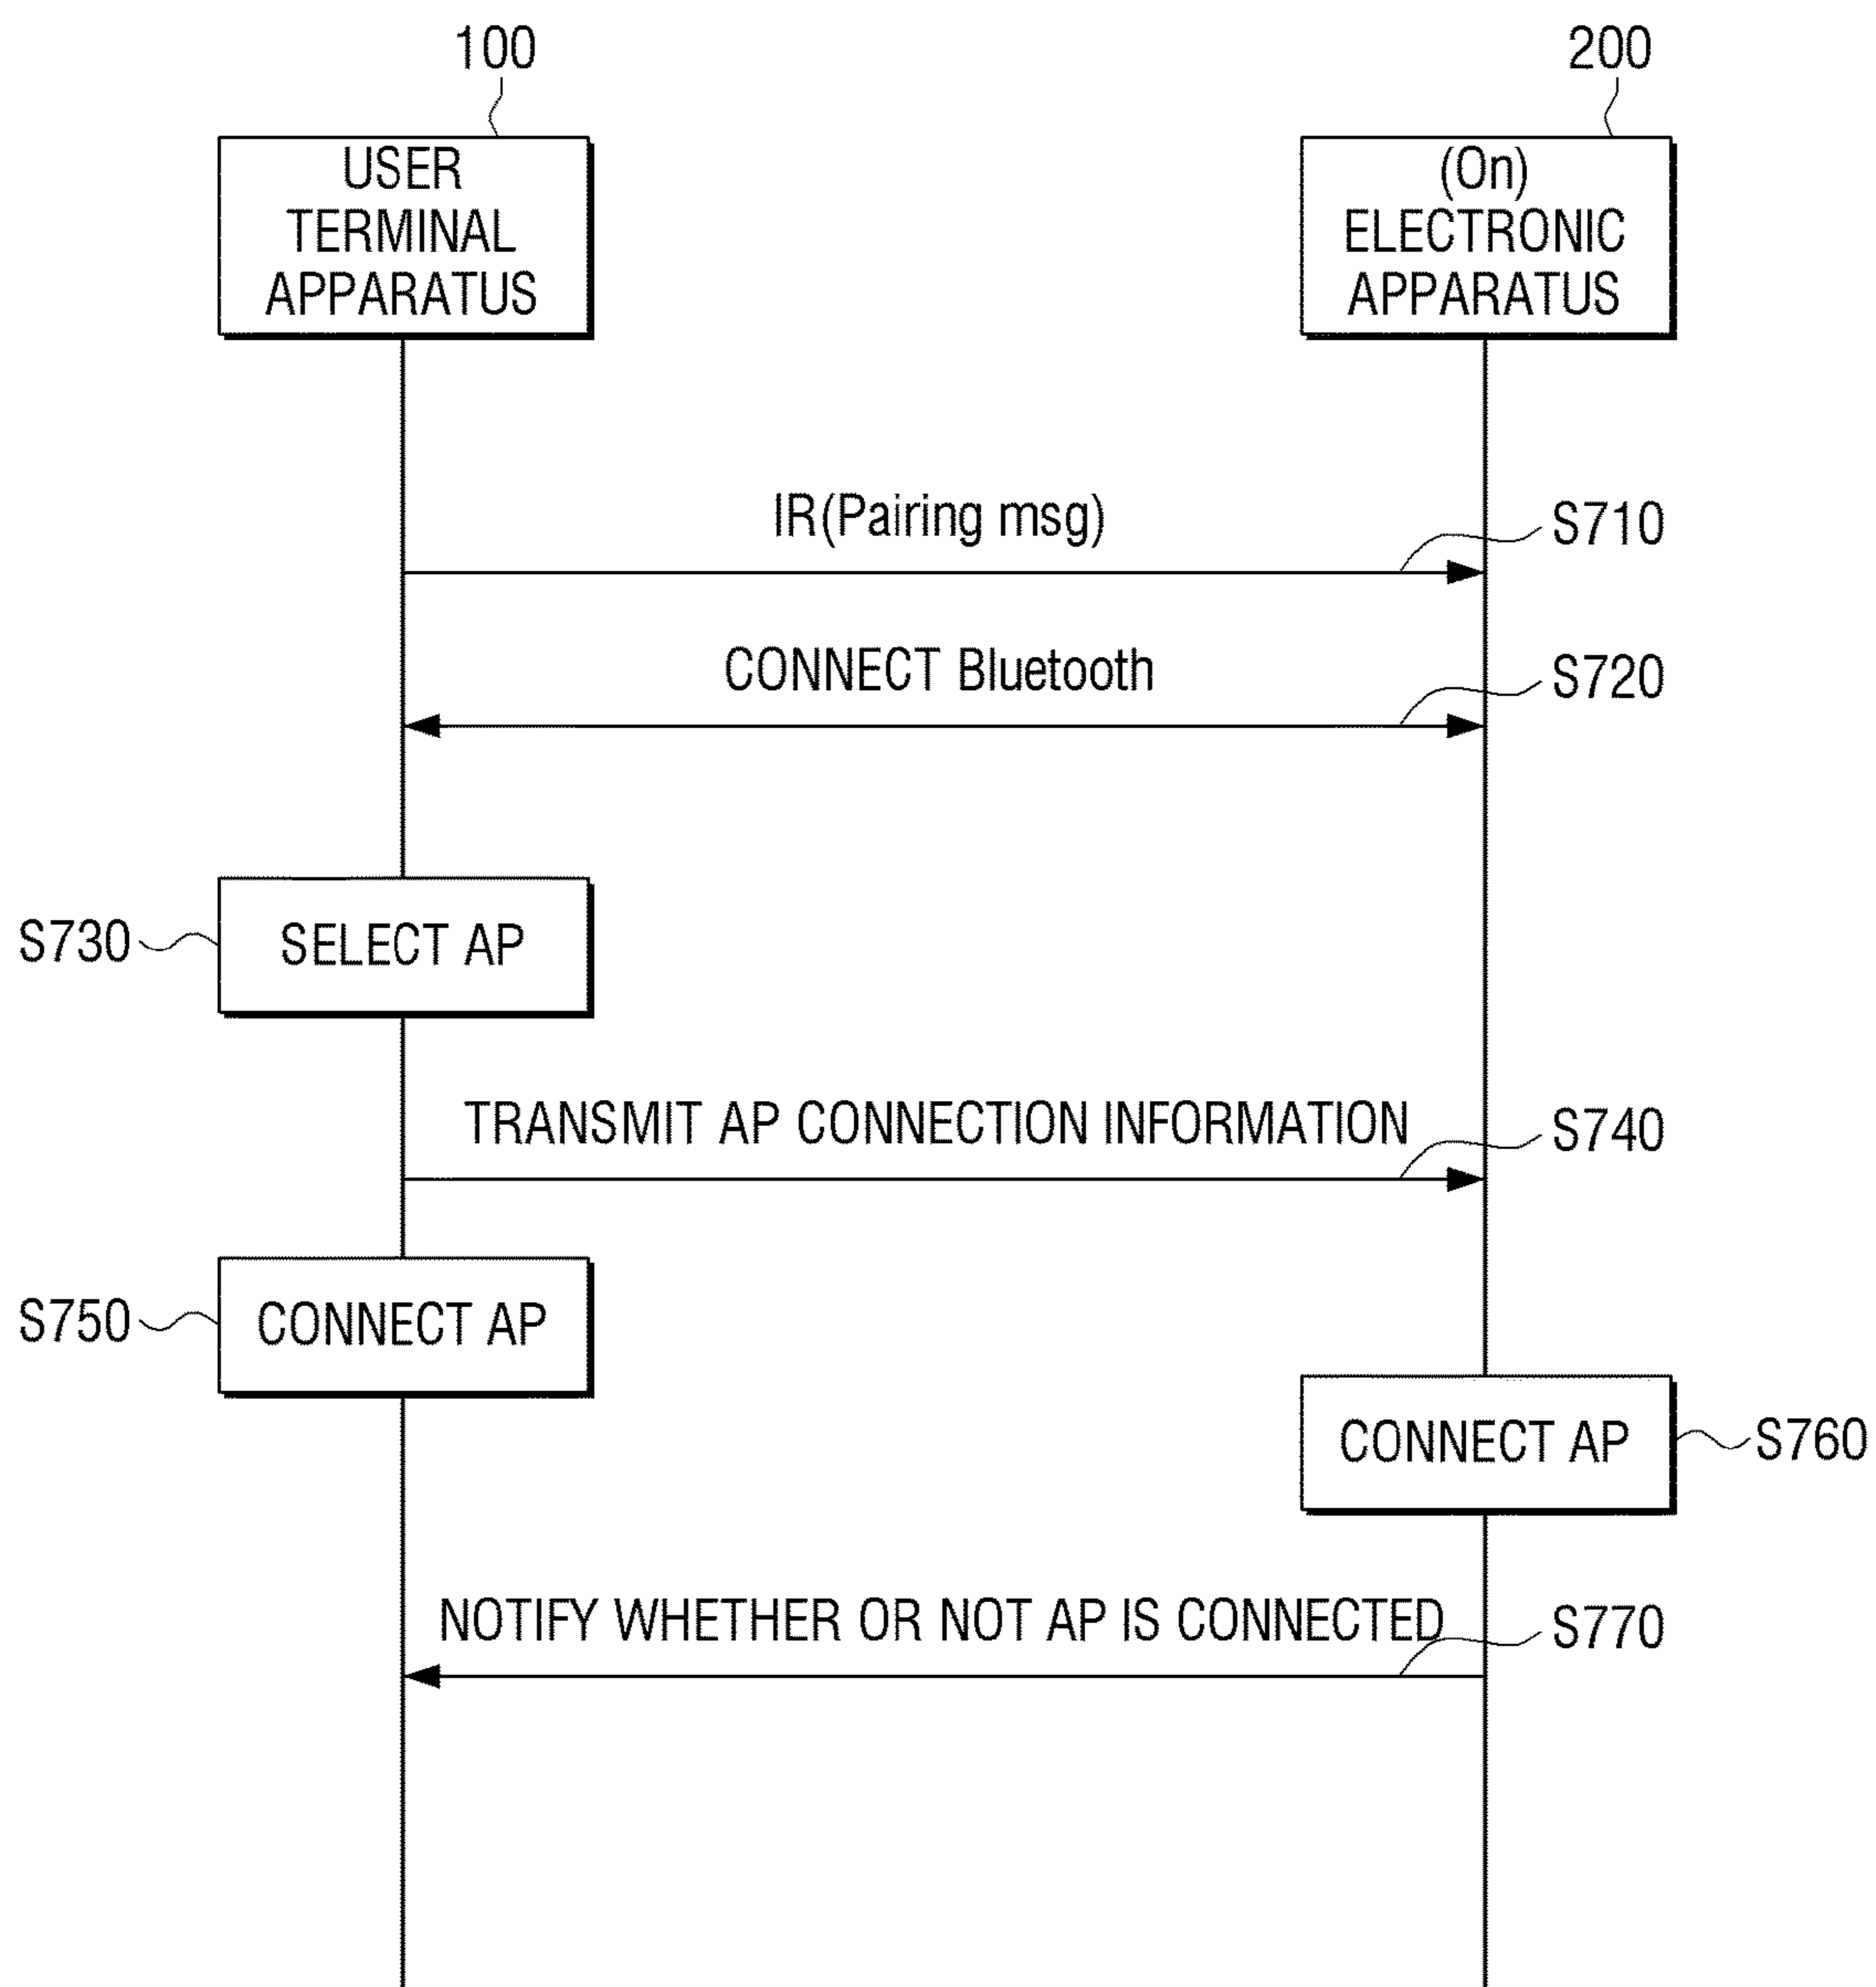 100
200
USER
TERMINAL
APPARATUS
(On)
ELECTRONIC
APPARATUS
IR(Pairing msg)
S710
CONNECT Bluetooth
S720
S730
SELECT AP
TRANSMIT AP CONNECTION INFORMATION
S740
S750
CONNECT AP
CONNECT AP
S760
NOTIFY WHETHER OR NOT AP IS CONNECTED
S770